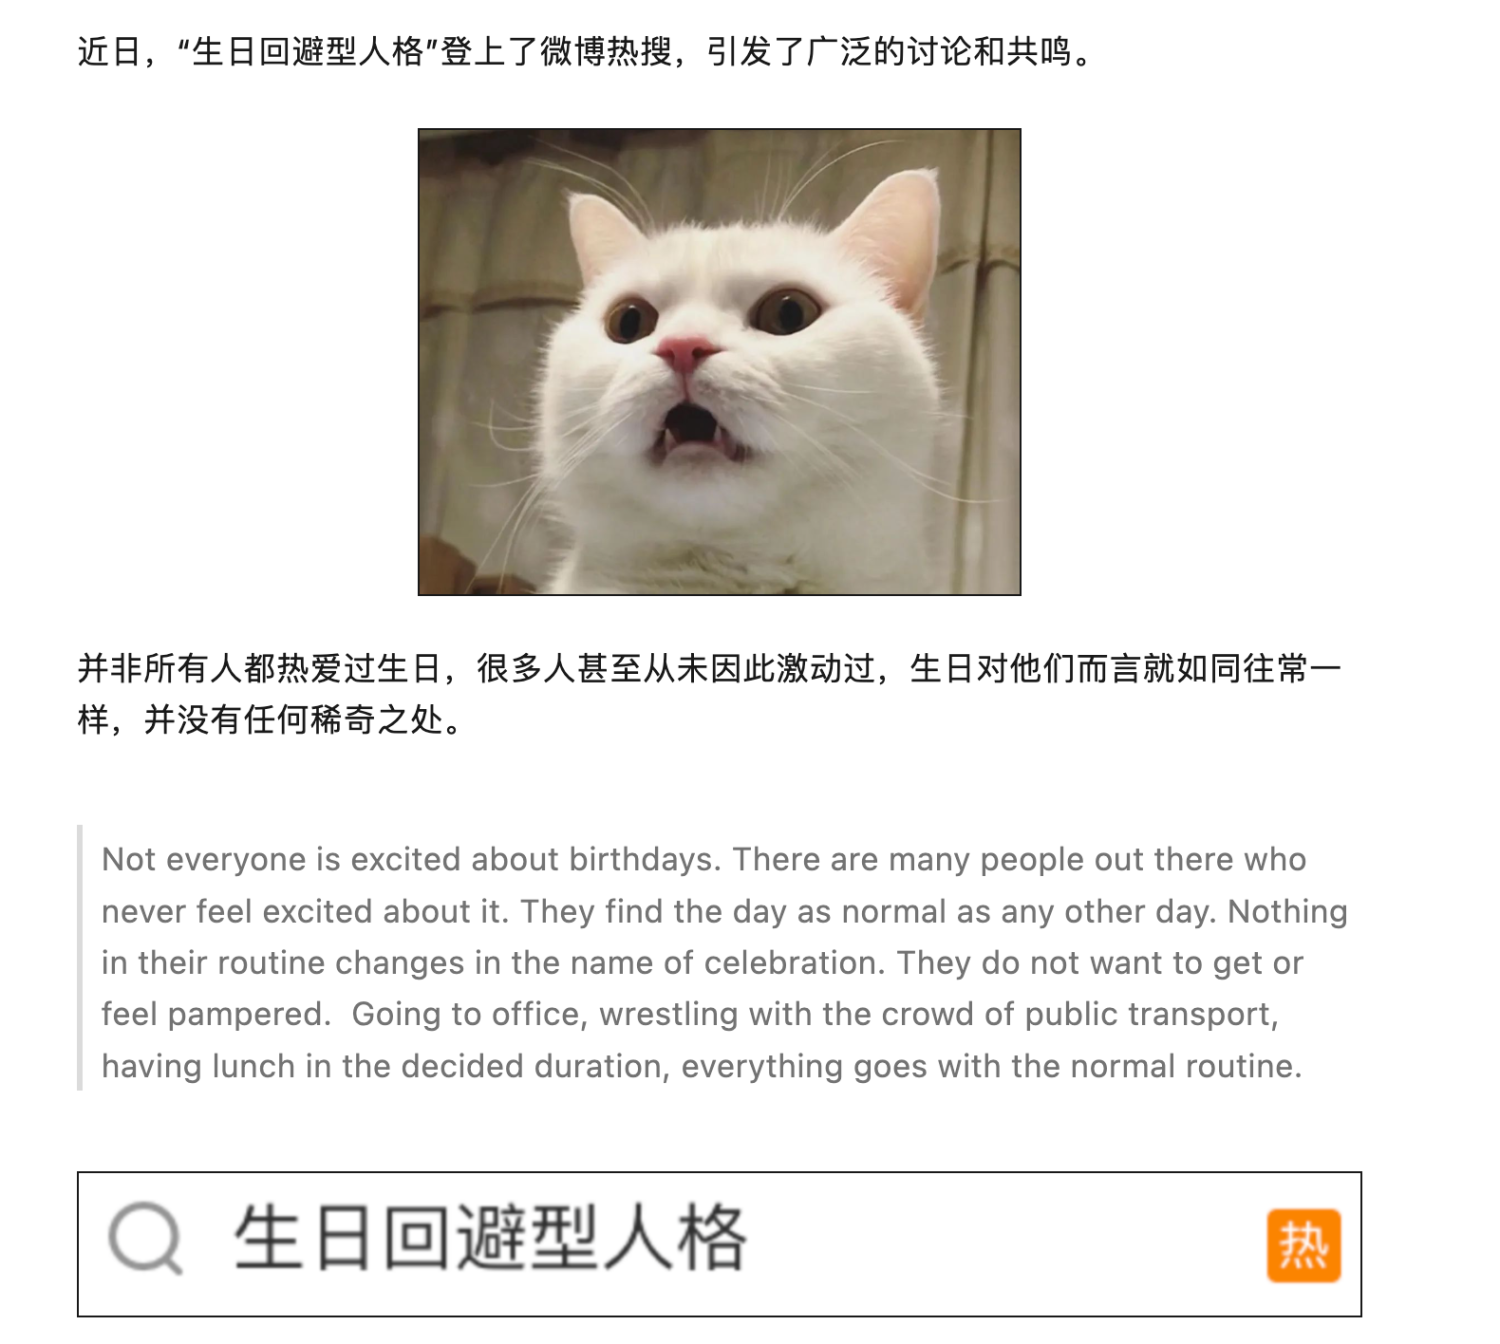 近日，“生日回避型人格”登上了微博热搜，引发了广泛的讨论和共鸣。
并非所有人都热爱过生日，很多人甚至从未因此激动过，生日对他们而言就如同往常一
样，并没有任何稀奇之处。
Not everyone is excited about birthdays. There are many people out there who
never feel excited about it. They find the day as normal as any other day. Nothing
in their routine changes in the name of celebration. They do not want to get or
feel pampered.  Going to office, wrestling with the crowd of public transport,
having lunch in the decided duration, everything goes with the normal routine.
生日回避型人格 热